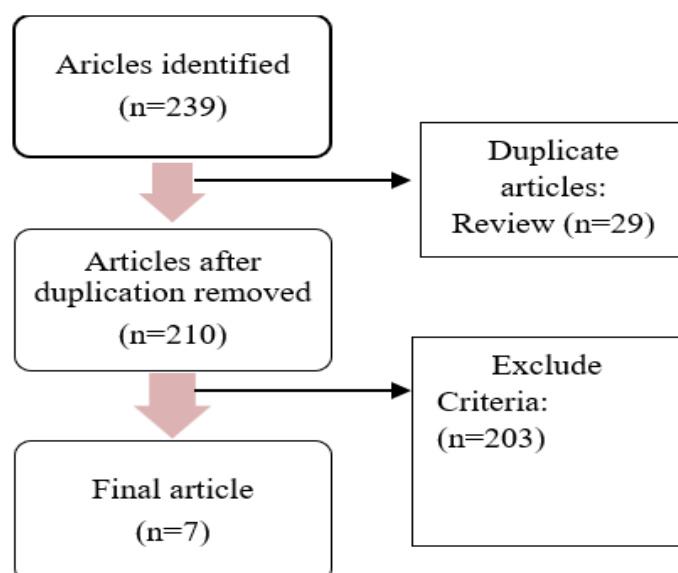 Aricles identified
(n=239)
Duplicate
articles:
Review (n=29)
Articles after
duplication removed
(n=210)
Exclude
Criteria:
(n=203)
Final article
(n=7)